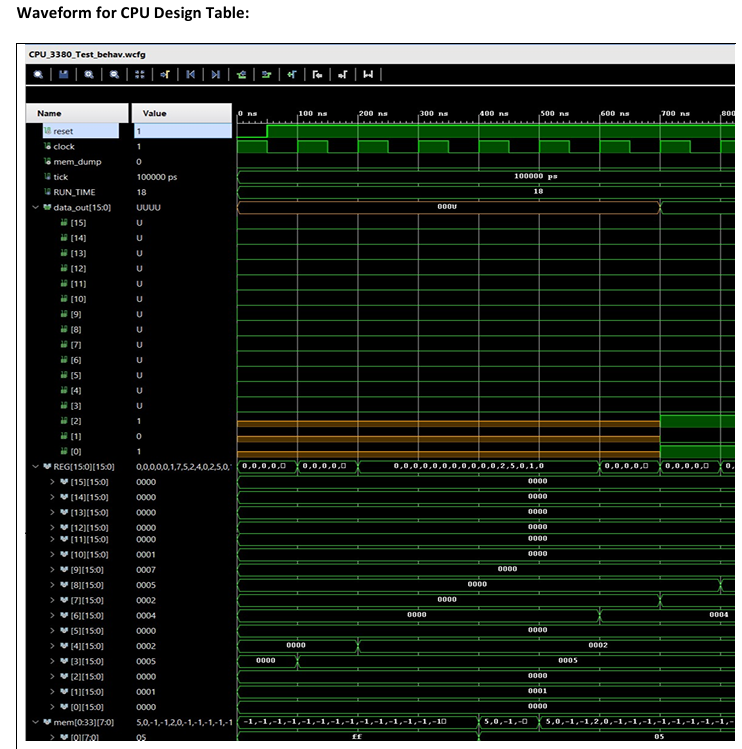 Waveform for CPU Design Table:
CPU_3380_Test_behav.wcfg
Name Value 0 ns 100 ns 200 ns 300 ns 400 ns 500 ns 600 ns 700 ns 800
reset 1
clock 1
mem_dump 0
tick 100000 ps 100000 ps
RUN_TIME 18 18
data_out[15:0] UUUU 000U
[15] U
[14] U
[13] U
[12] U
[11] U
[10] U
[9] U
[8] U
[7] U
[6] U
[5] U
[4] U
[3] U
[2] 1
[1] 0
[0] 1
REG[15:0][15:0] 0,0,0,0,0,1,7,5,2,4,0,2,5,0, 0,0,0,0,0, 0,0,0,0,0, 0,0,0,0,0,0,0,0,0,0,0,2,5,0,1,0 0,0,0,0,0, 0,0,0,0,0, 0,
[15][15:0] 0000 0000
[14][15:0] 0000 0000
[13][15:0] 0000 0000
[12][15:0] 0000 0000
[11][15:0] 0000 0000
[10][15:0] 0001 0000
[9][15:0] 0007 0000
[8][15:0] 0005 0000
[7][15:0] 0002 0000
[6][15:0] 0004 0000 0004
[5][15:0] 0000 0000
[4][15:0] 0002 0000 0002
[3][15:0] 0005 0000 0005
[2][15:0] 0000 0000
[1][15:0] 0001 0001
[0][15:0] 0000 0000
mem[0:33][7:0] 5,0,-1,-1,2,0,-1,-1,-1,-1,-1 -1,-1,-1,-1,-1,-1,-1,-1,-1,-1,-1,-1,-1,-1 5,0,-1,- 5,0,-1,-1,2,0,-1,-1,-1,-1,-1,-1,-1,-
[0][7:0] 05 ff 05